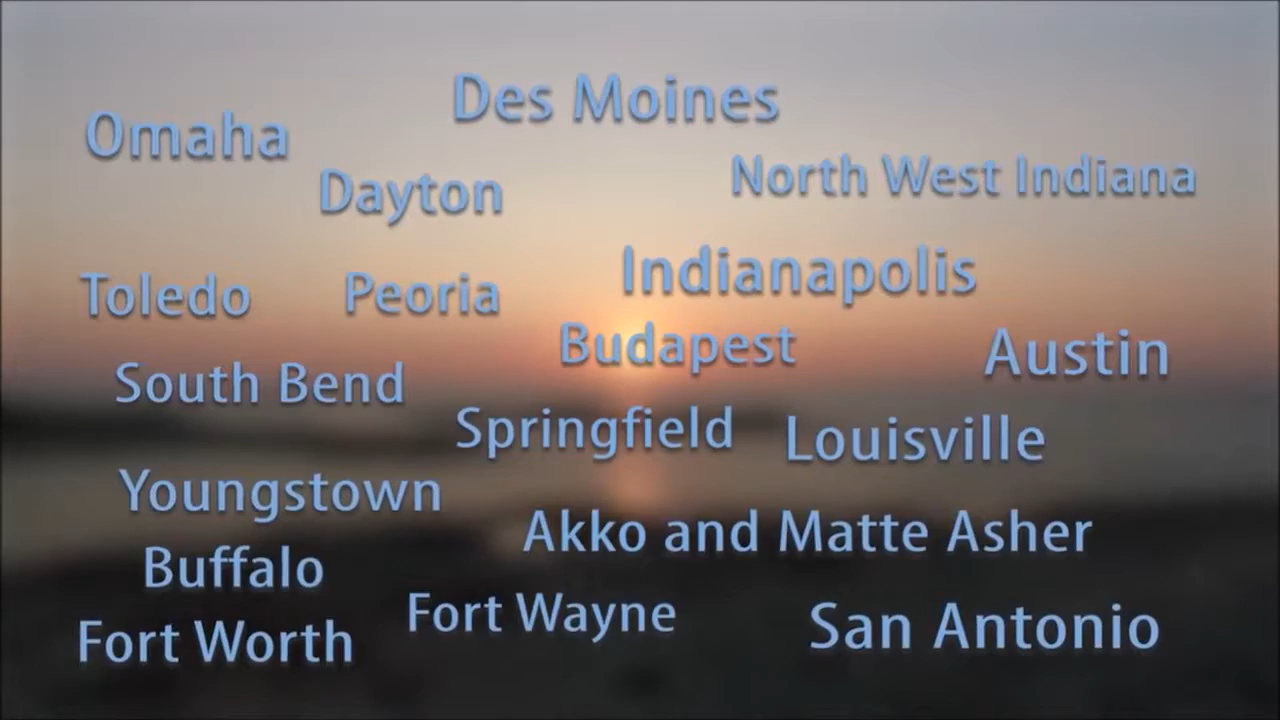 Des Moines
Omaha
North West Indiana
Dayton
Indianapolis
Toledo
Peoria
Budapest
Austin
South Bend
Springfield
Louisville
Youngstown
Akko and Matte Asher
Buffalo
Fort Wayne
San Antonio
Fort Worth